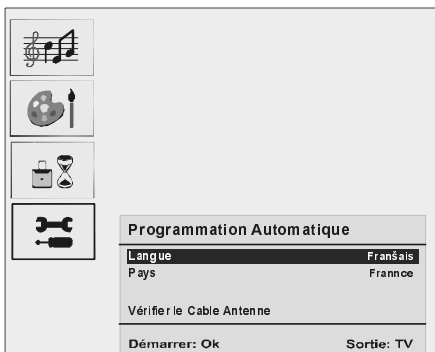 Programmation Automatique
Langue Franšais
Pays Frannce
Vérifier le Cable Antenne
Démarrer: Ok Sortie: TV